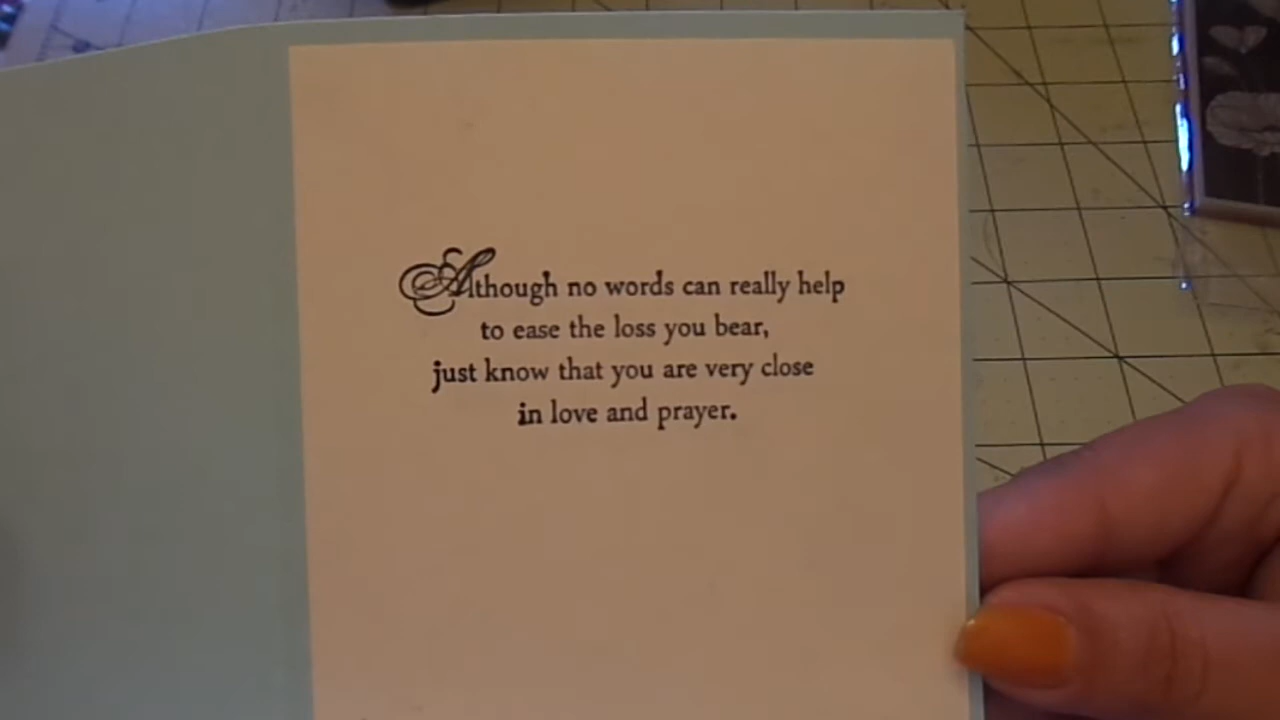 Although no words can really help
to ease the loss you bear,
just know that you are very close
in love and prayer.